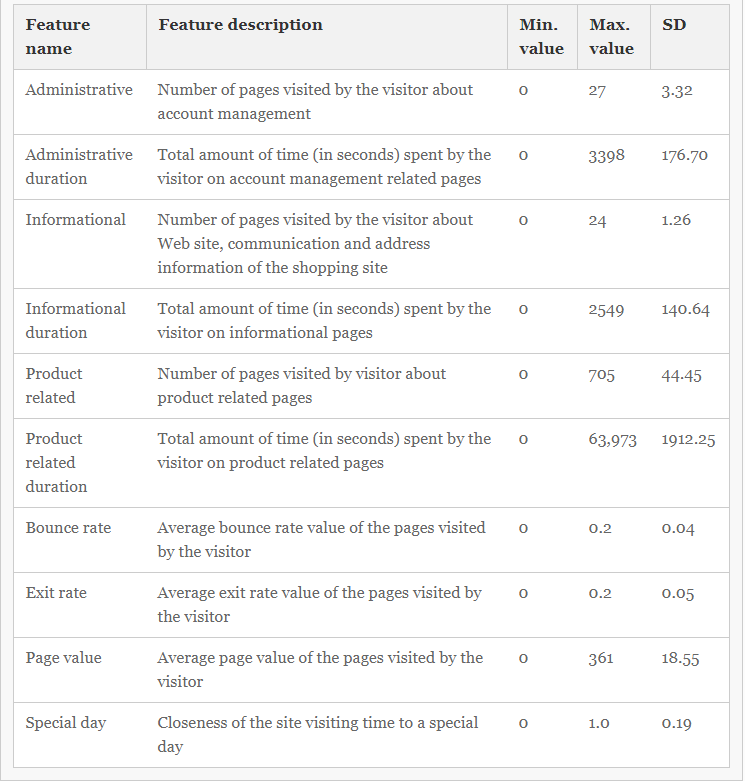 Feature Feature description Min. Max. SD
name value value
Administrative Number of pages visited by the visitor about 0 27 3.32
account management
Administrative Total amount of time (in seconds) spent by the 0 3398 176.70
duration visitor on account management related pages
Informational Number of pages visited by the visitor about 0 24 1.26
Web site, communication and address
information of the shopping site
Informational Total amount of time (in seconds) spent by the 0 2549 140.64
duration visitor on informational pages
Product Number of pages visited by visitor about 0 705 44.45
related product related pages
Product Total amount of time (in seconds) spent by the 0 63,973 1912.25
related visitor on product related pages
duration
Bounce rate Average bounce rate value of the pages visited 0 0.2 0.04
by the visitor
Exit rate Average exit rate value of the pages visited by 0 0.2 0.05
the visitor
Page value Average page value of the pages visited by the 0 361 18.55
visitor
Special day Closeness of the site visiting time to a special 0 1.0 0.19
day